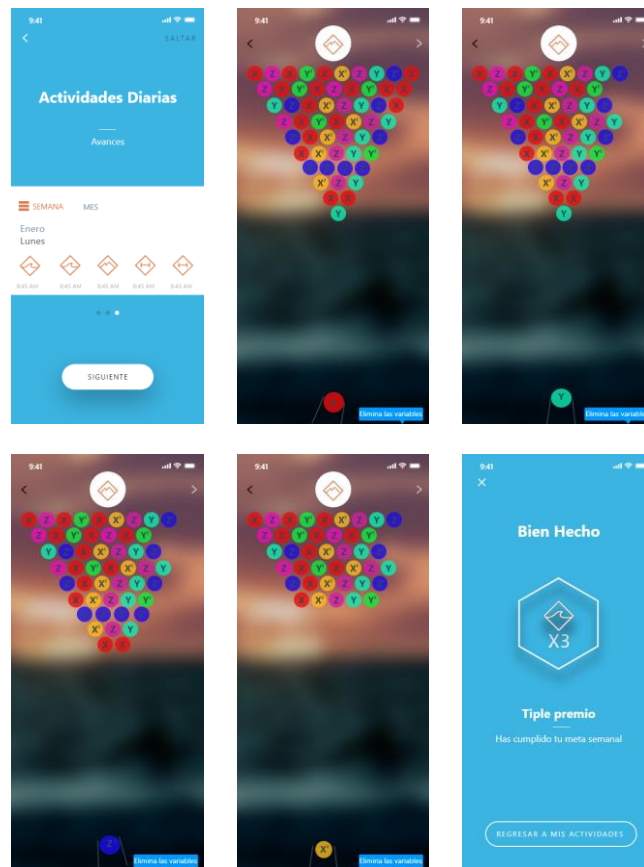 9:41
SALTAR
Actividades Diarias
Avances
SEMANA MES
Enero
Lunes
8:45 AM 8:45 AM 8:45 AM 8:45 AM 8:45 AM
SIGUIENTE
9:41
X Z X Y' X X' Z Y X
Z X Y' X Z X Y' X X
Y X X' Z Y X
Z X Y' X X' Z Y
X X' Z Y
X X' Z Y Y'
X' Z Y
X X
Y
Elimina las variables
9:41
X Z X Y' X X' Z Y
Z X Y' X Z X Y'
Y X X' Z Y
Z X Y' X X' Z Y
X X' Z Y
X X' Z Y Y'
X' Z Y
X X
Y
Y
Elimina las variable
9:41
X Z X Y' X X' Z Y
Z X Y' X Z X Y'
Y X X' Z Y
Z X Y' X X' Z Y
X X' Z Y
X X' Z Y Y'
X' Z Y
X X
Z'
Elimina las variables
9:41
X Z X Y' X X' Z Y
Z X Y' X Z X Y'
Y X X' Z Y
Z X Y' X X' Z Y
X X' Z Y
X X' Z Y Y'
X'
Elimina las variables
9:41
Bien Hecho
X3
Tiple premio
Has cumplido tu meta semanal
REGRESAR A MIS ACTIVIDADES